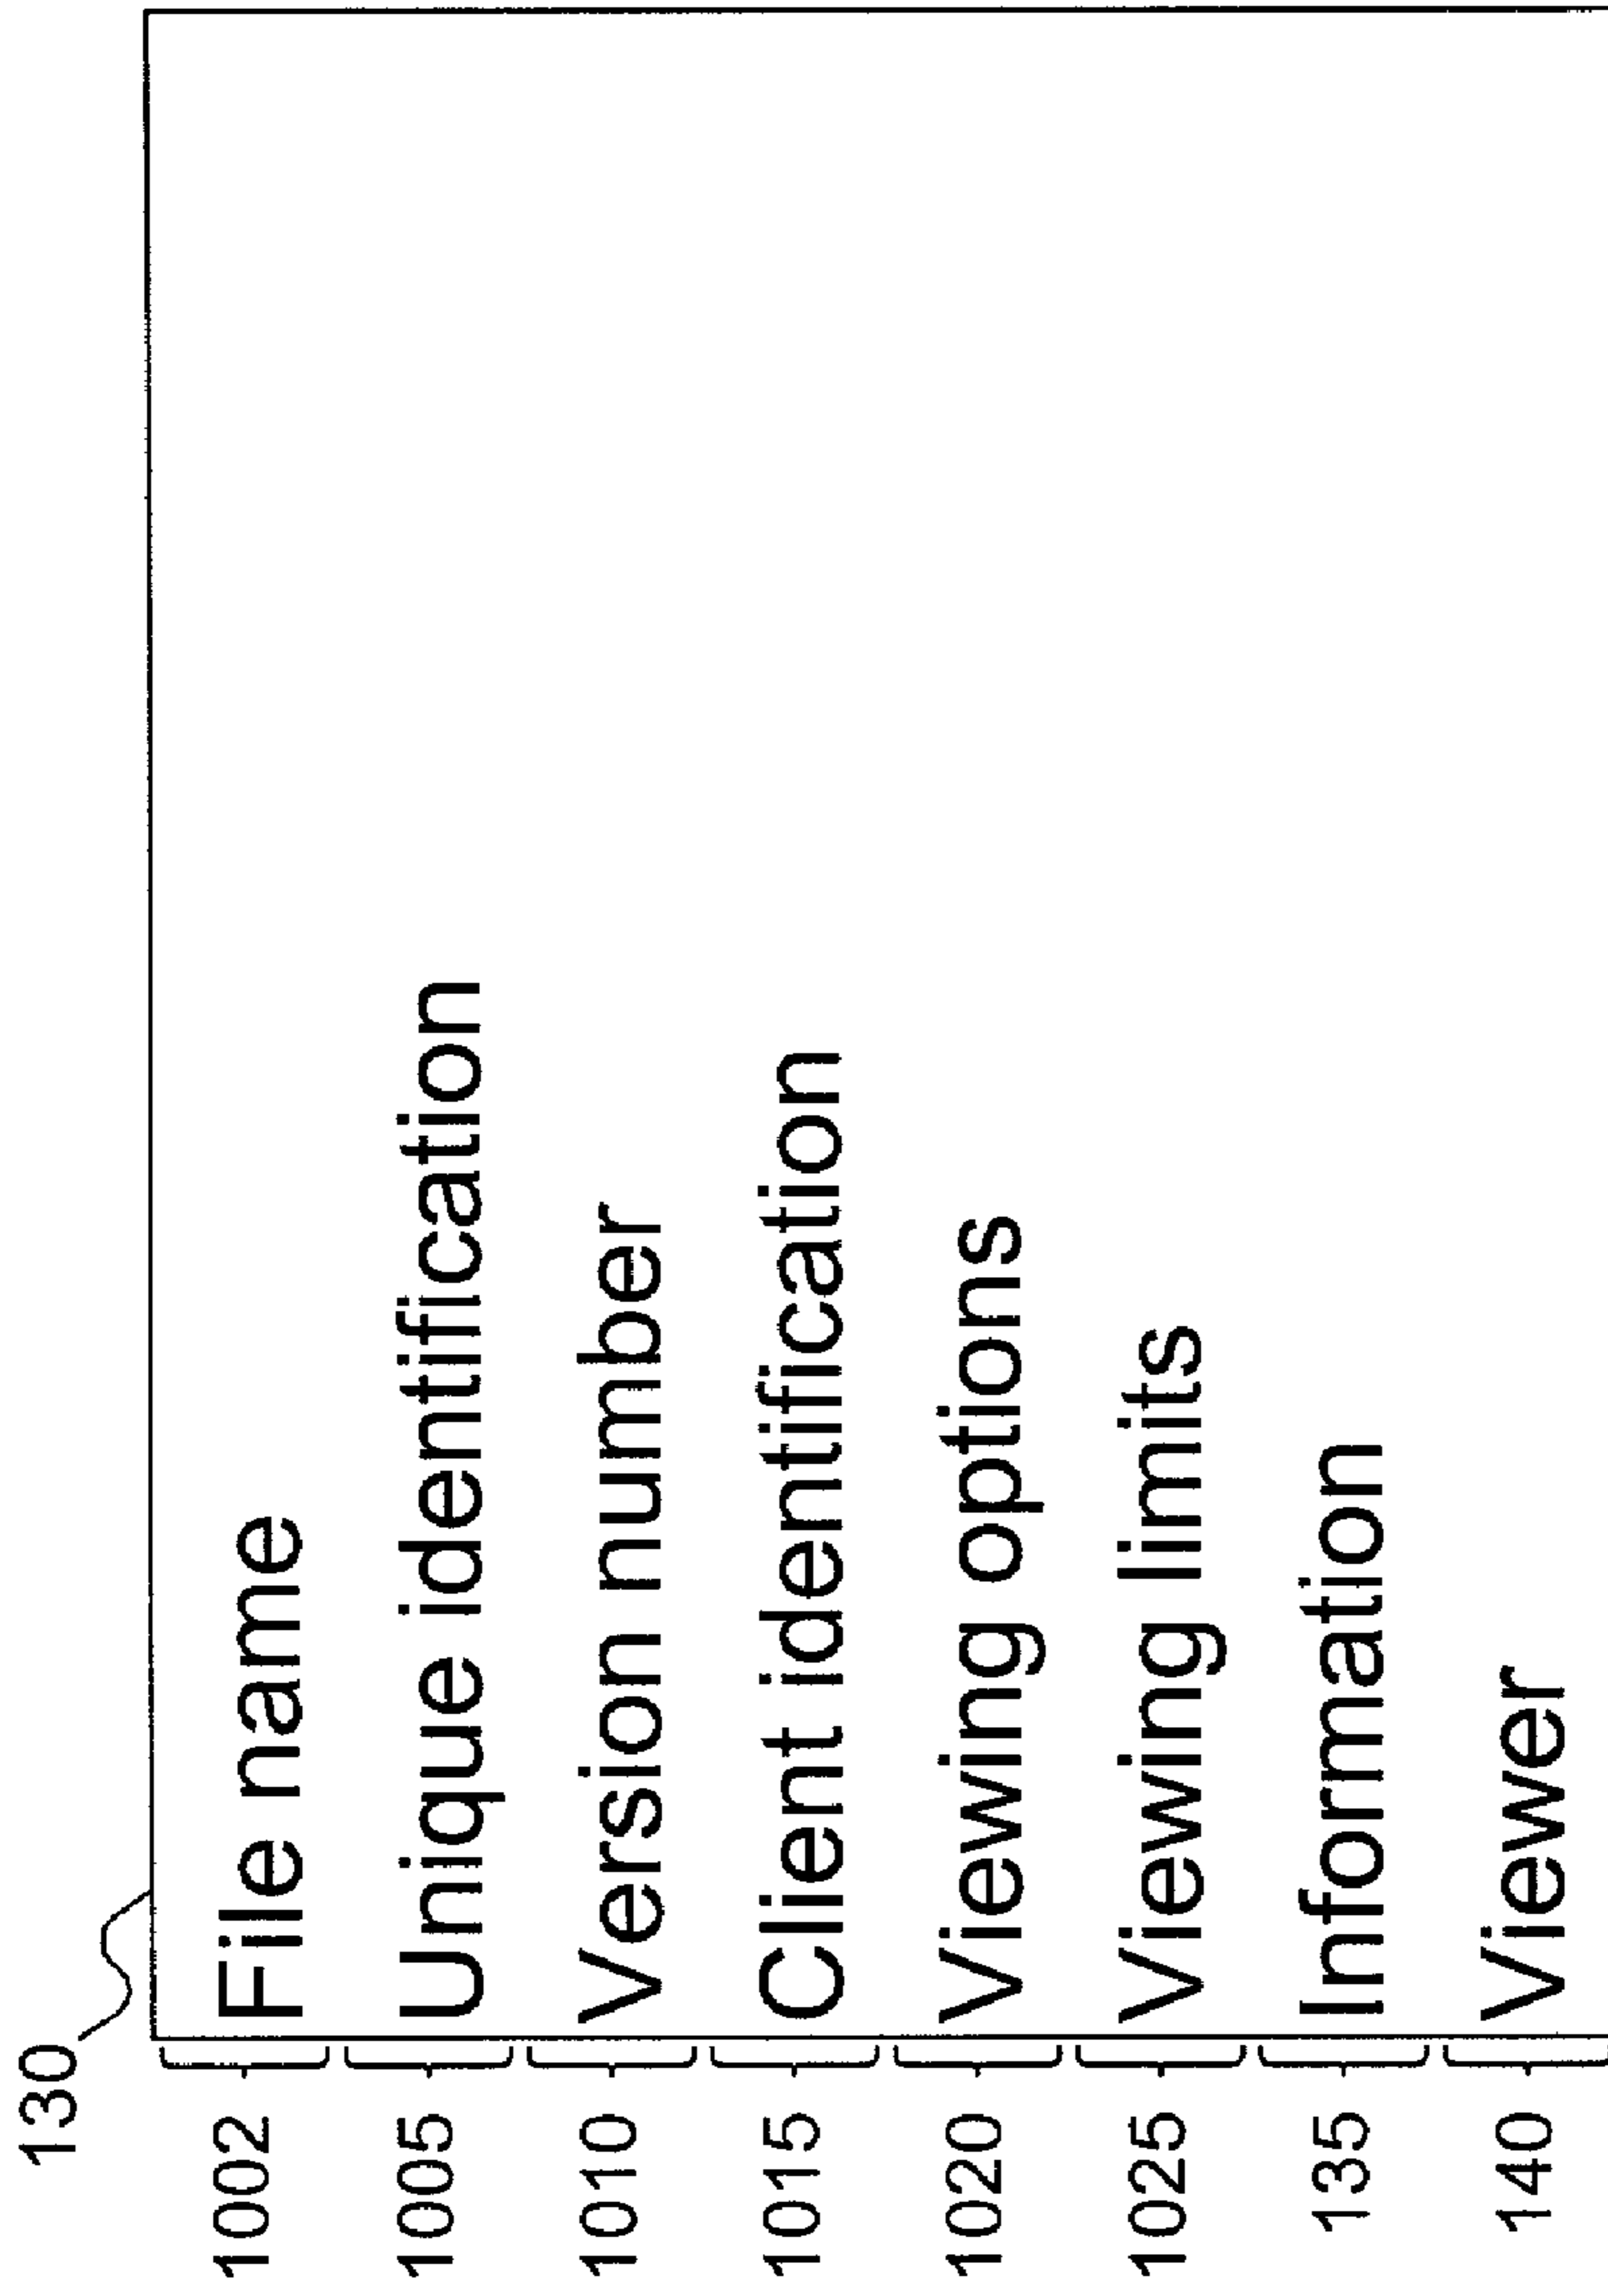 130
1002 File name
1005 Unique identification
1010 Version number
1015 Client identification
1020 Viewing options
1025 Viewing limits
135 Information
140 Viewer